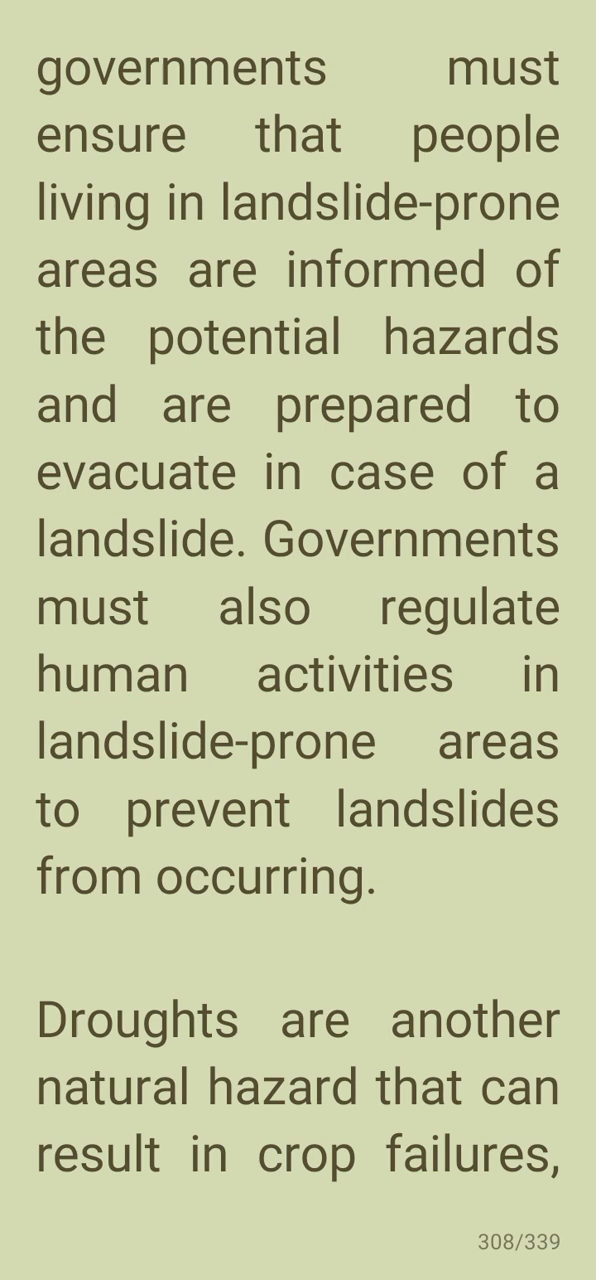 governments must
ensure that people
living in landslide-prone
areas are informed of
the potential hazards
and are prepared to
evacuate in case of a
landslide. Governments
must also regulate
human activities in
landslide-prone areas
to prevent landslides
from occurring.
Droughts are another
natural hazard that can
result in crop failures,
308/339